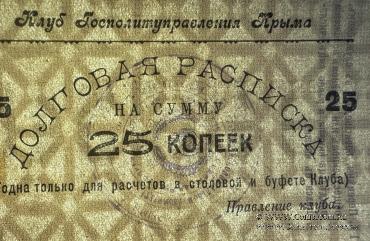 Клуб Госполитуправления Крыма
ДОЛГОВАЯ РАСПИСКА
НА СУММУ
25 25
25 КОПЕЕК
годна только для расчетов в столовой и буфете Клуба)
Правление клуба: